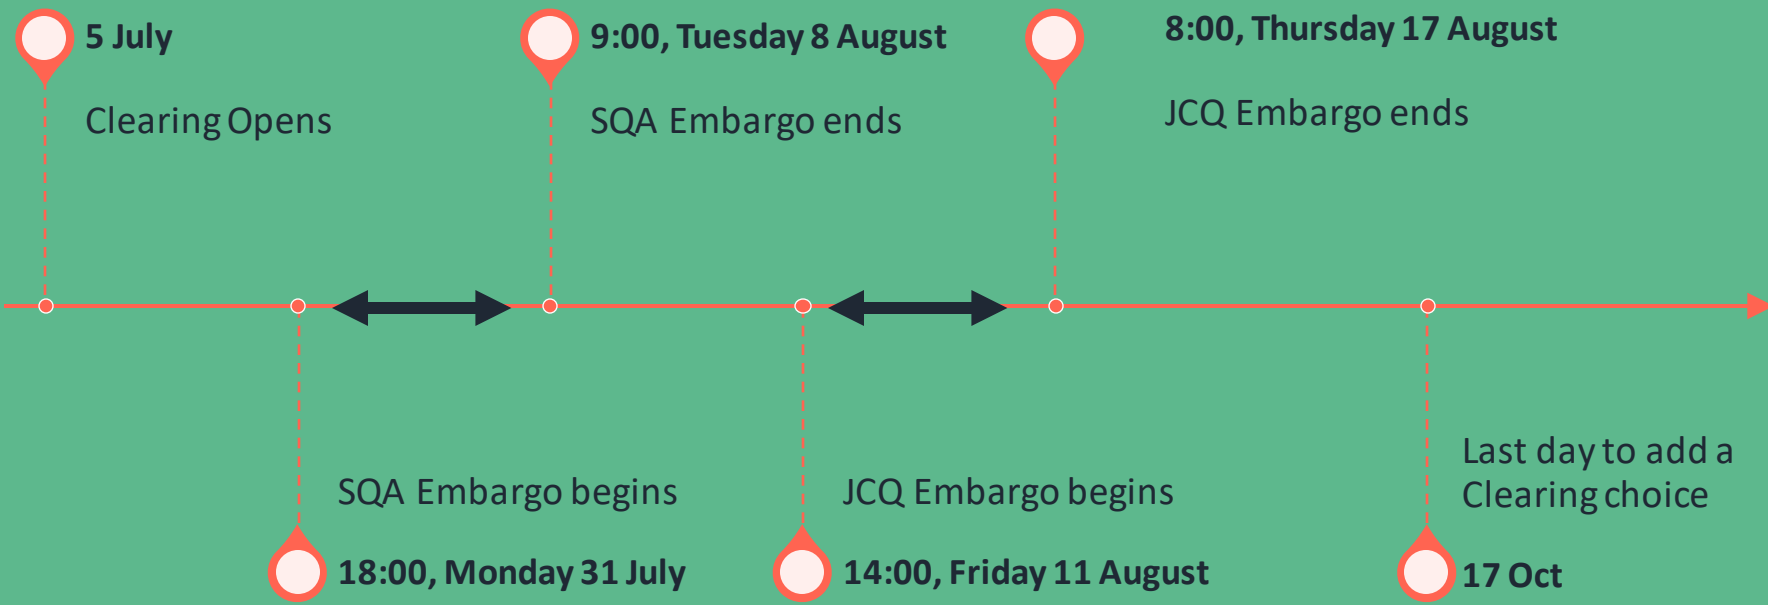 5 July
Clearing Opens
9:00, Tuesday 8 August
SQA Embargo ends
8:00, Thursday 17 August
JCQ Embargo ends
SQA Embargo begins
18:00, Monday 31 July
JCQ Embargo begins
14:00, Friday 11 August
Last day to add a
Clearing choice
17 Oct